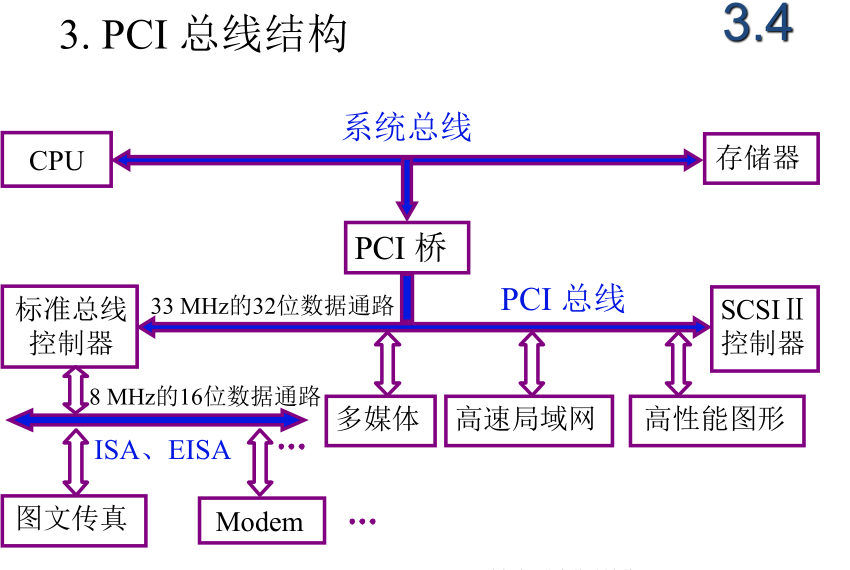 3. PCI 总线结构
3.4
系统总线
CPU
存储器
PCI 桥
PCI 总线
33 MHz的32位数据通路
标准总线
控制器
SCSIⅡ
控制器
8 MHz的16位数据通路
多媒体
高速局域网
高性能图形
ISA、EISA
…
图文传真
Modem
…